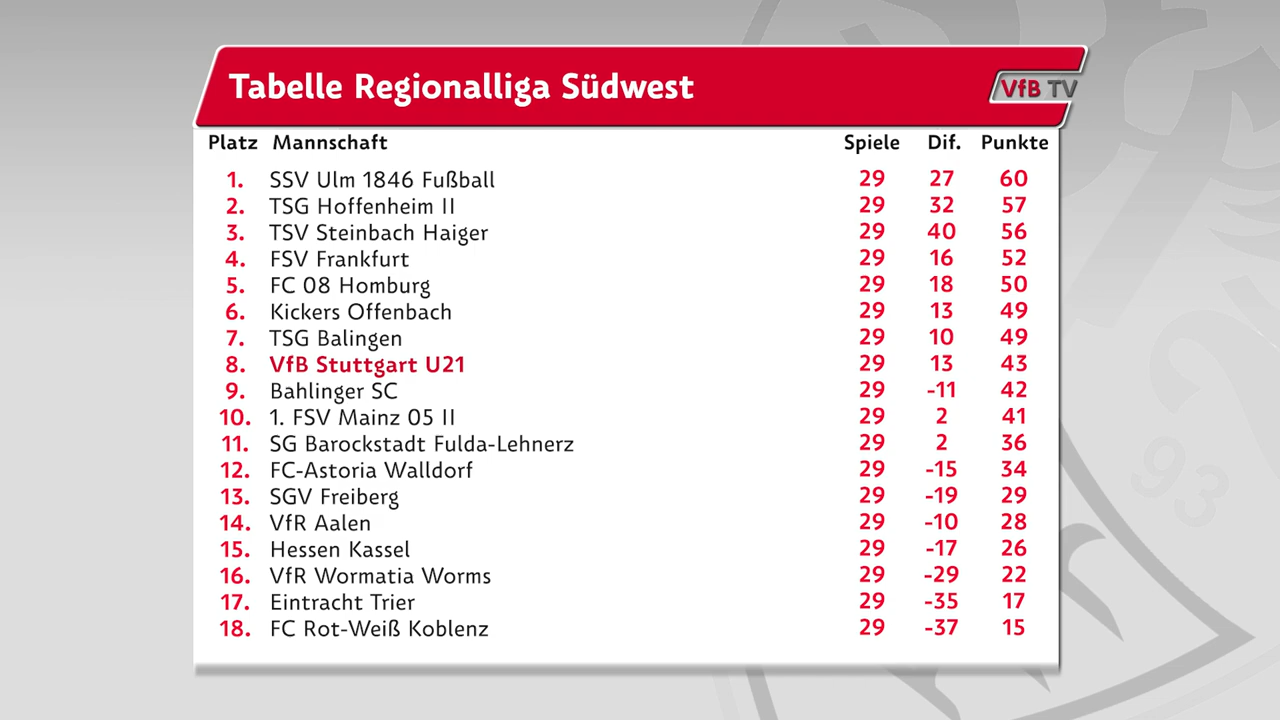 Tabelle Regionalliga Südwest
VfB TV
Platz Mannschaft Spiele Dif. Punkte
1. SSV Ulm 1846 Fußball 29 27 60
2. TSG Hoffenheim II 29 32 57
3. TSV Steinbach Haiger 29 40 56
4. FSV Frankfurt 29 16 52
5. FC 08 Homburg 29 18 50
6. Kickers Offenbach 29 13 49
7. TSG Balingen 29 10 49
8. VfB Stuttgart U21 29 13 43
9. Bahlinger SC 29 -11 42
10. 1. FSV Mainz 05 II 29 2 41
11. SG Barockstadt Fulda-Lehnerz 29 2 36
12. FC-Astoria Walldorf 29 -15 34
13. SGV Freiberg 29 -19 29
14. VfR Aalen 29 -10 28
15. Hessen Kassel 29 -17 26
16. VfR Wormatia Worms 29 -29 22
17. Eintracht Trier 29 -35 17
18. FC Rot-Weiß Koblenz 29 -37 15
93